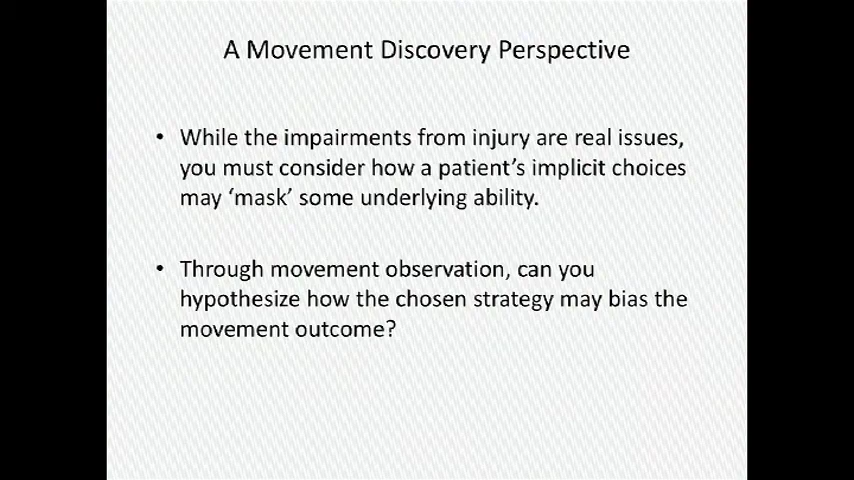 A Movement Discovery Perspective
• While the impairments from injury are real issues,
you must consider how a patient's implicit choices
may ‘mask’ some underlying ability.
• Through movement observation, can you
hypothesize how the chosen strategy may bias the
movement outcome?